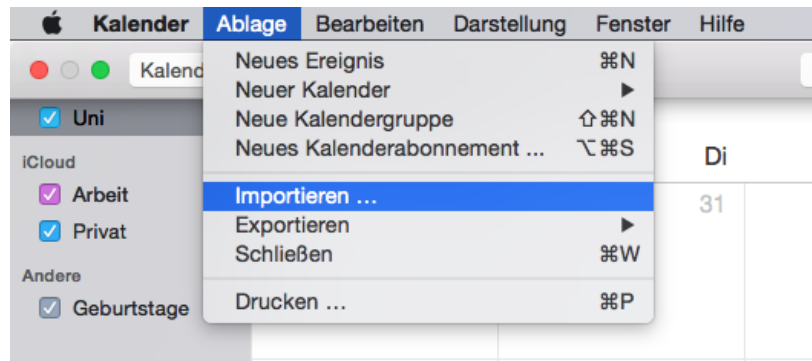 Kalender Ablage Bearbeiten Darstellung Fenster Hilfe
Kalend
Neues Ereignis ⌘N
Neuer Kalender ▶
Neue Kalendergruppe ⇧⌘N
Neues Kalenderabonnement ... ⌥⌘S
Importieren ...
Exportieren ▶
Schließen ⌘W
Drucken ... ⌘P
Uni
iCloud
Arbeit
Privat
Andere
Geburtstage
Di
31